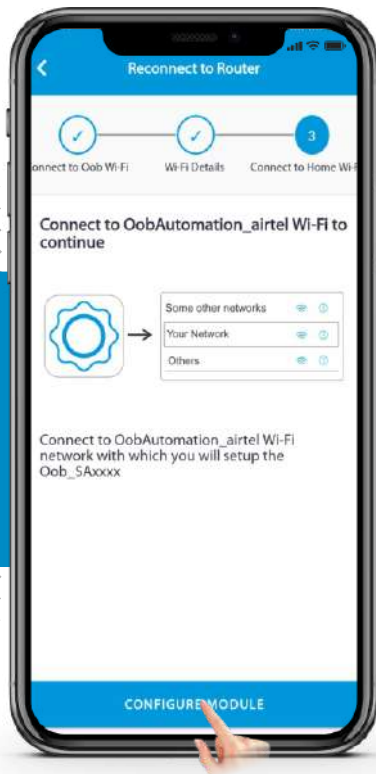 Reconnect to Router
3
onnect to Oob Wi-Fi
Wi-Fi Details
Connect to Home Wi-F
Connect to OobAutomation_airtel Wi-Fi to
continue
Some other networks
Your Network
Others
Connect to OobAutomation_airtel Wi-Fi
network with which you will setup the
Oob_SAxxxx
CONFIGURE MODULE